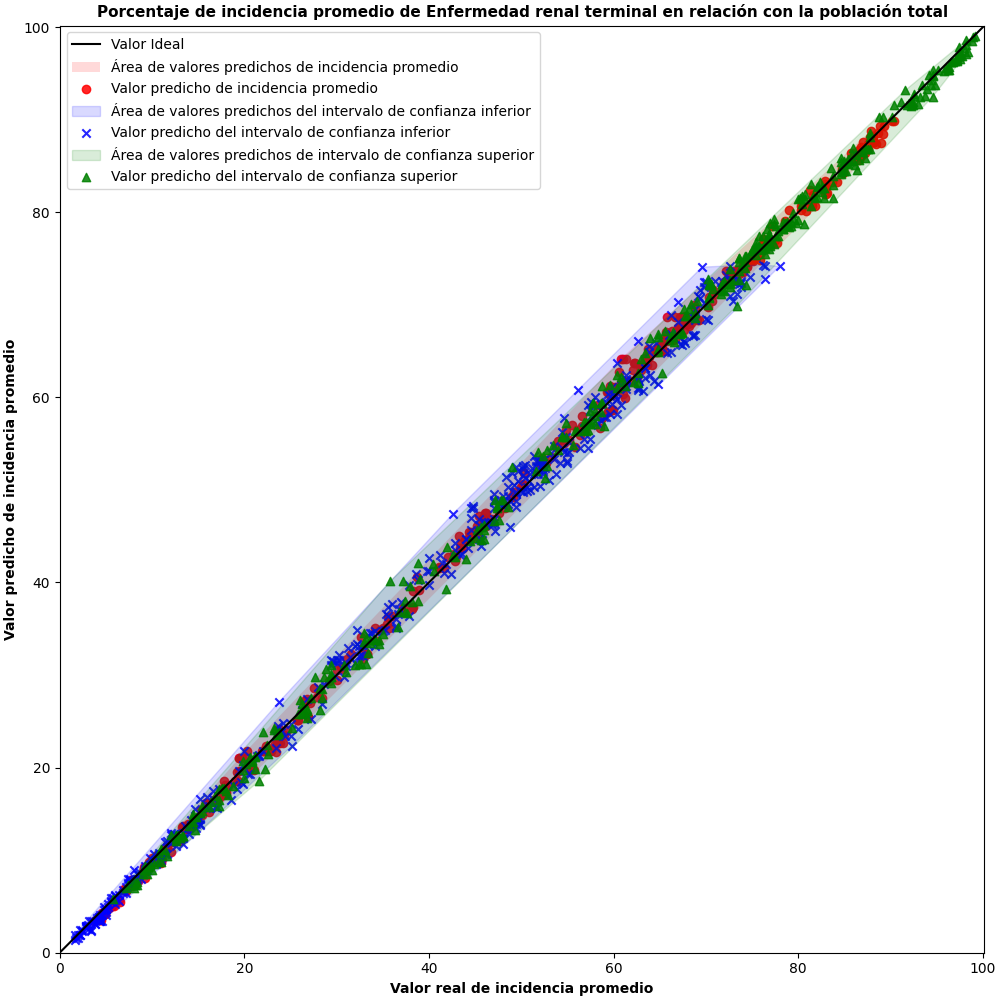 Porcentaje de incidencia promedio de Enfermedad renal terminal en relación con la población total
Valor Ideal
Área de valores predichos de incidencia promedio
Valor predicho de incidencia promedio
Área de valores predichos del intervalo de confianza inferior
Valor predicho del intervalo de confianza inferior
Área de valores predichos de intervalo de confianza superior
Valor predicho del intervalo de confianza superior
Valor predicho de incidencia promedio
100
80
60
40
20
0
0 20 40 60 80 100
Valor real de incidencia promedio